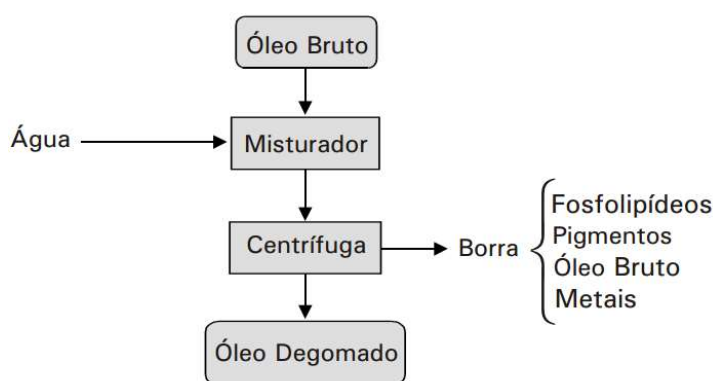 Óleo Bruto
Água
Misturador
Centrífuga
Borra
Fosfolipídeos
Pigmentos
Óleo Bruto
Metais
Óleo Degomado